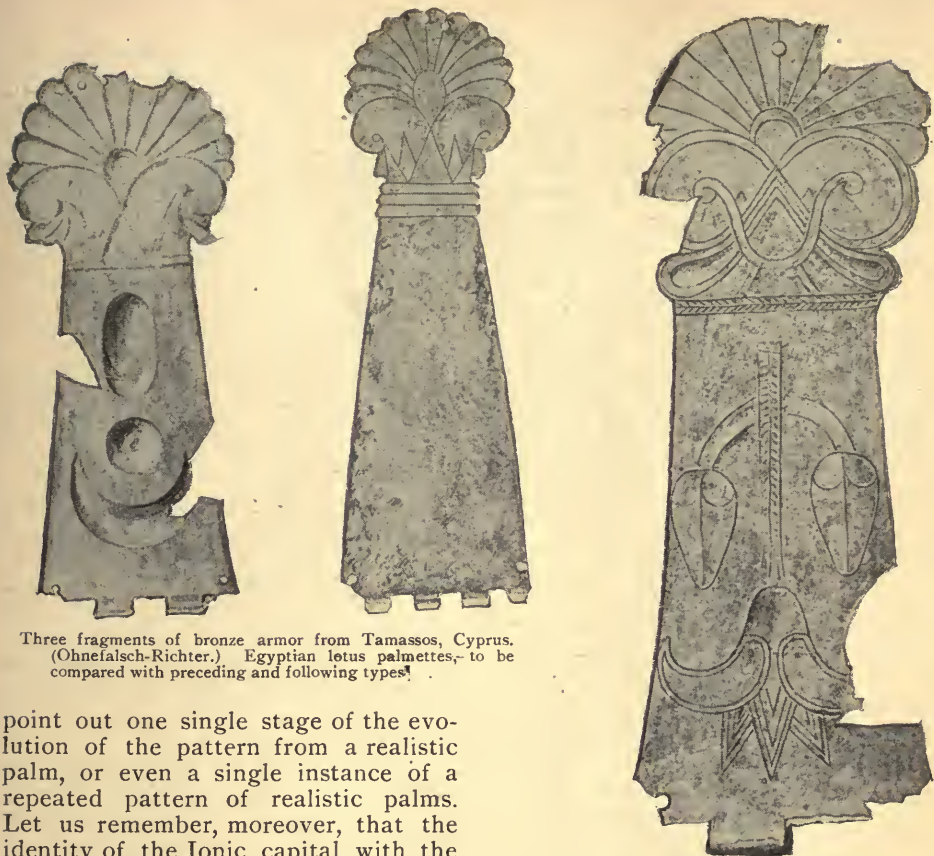 Three fragments of bronze armor from Tamassos, Cyprus.
(Ohnefalsch-Richter.) Egyptian lotus palmettes,- to be
compared with preceding and following types
point out one single stage of the evo-
lution of the pattern from a realistic
palm, or even a single instance of a
repeated pattern of realistic palms.
Let us remember, moreover, that the
identity of the Ionic capital with the